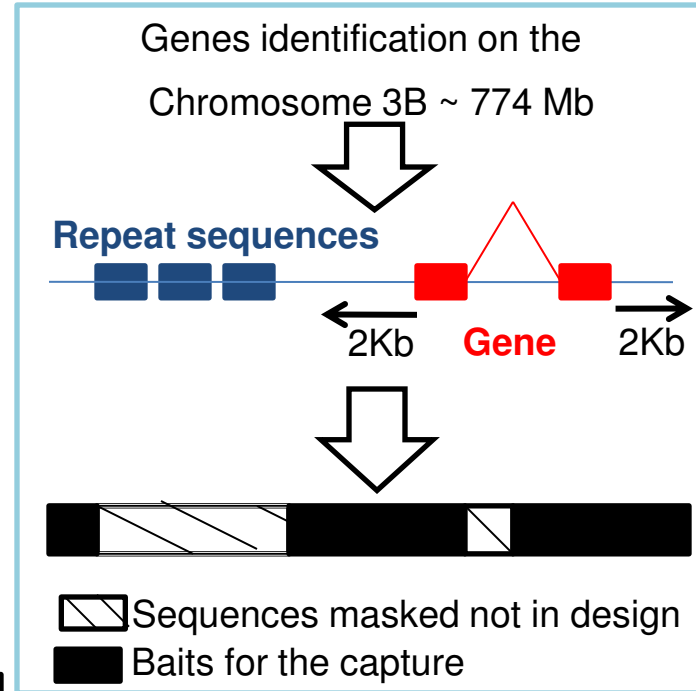 Genes identification on the
Chromosome 3B ~ 774 Mb
Repeat sequences
2Kb
Gene
2Kb
Sequences masked not in design
Baits for the capture